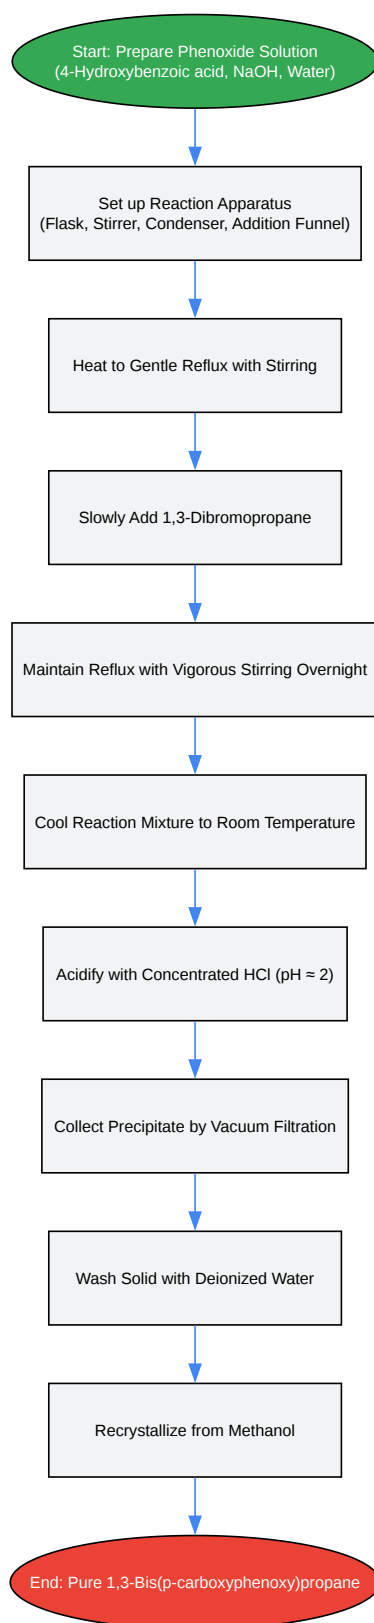 Start: Prepare Phenoxide Solution
(4-Hydroxybenzoic acid, NaOH, Water)
Set up Reaction Apparatus
(Flask, Stirrer, Condenser, Addition Funnel)
Heat to Gentle Reflux with Stirring
Slowly Add 1,3-Dibromopropane
Maintain Reflux with Vigorous Stirring Overnight
Cool Reaction Mixture to Room Temperature
Acidify with Concentrated HCl (pH ≈ 2)
Collect Precipitate by Vacuum Filtration
Wash Solid with Deionized Water
Recrystallize from Methanol
End: Pure 1,3-Bis(p-carboxyphenoxy)propane